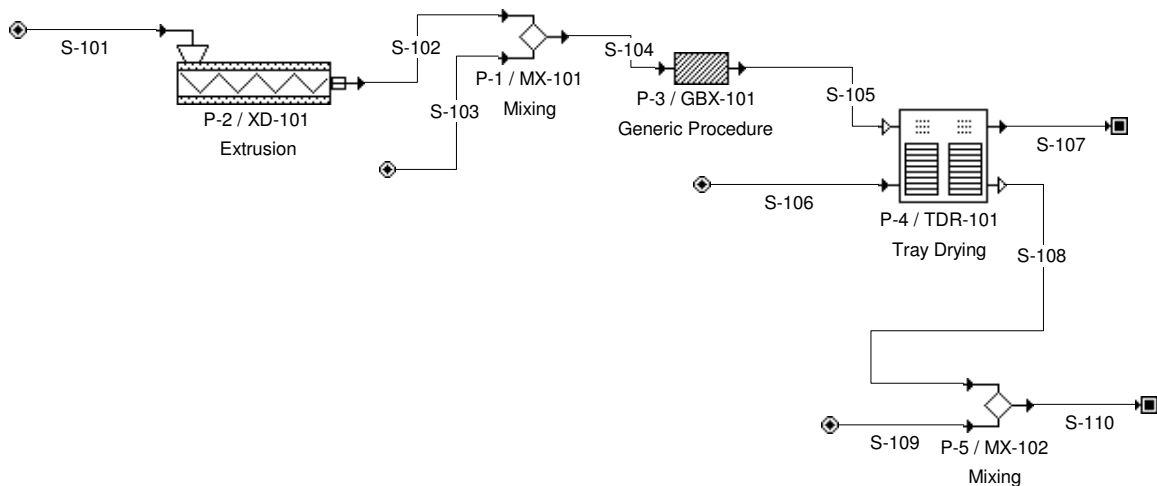 S-101
S-102
S-103
P-2 / XD-101
Extrusion
P-1 / MX-101
Mixing
S-104
P-3 / GBX-101
Generic Procedure
S-105
S-106
S-107
P-4 / TDR-101
Tray Drying
S-108
S-109
P-5 / MX-102
Mixing
S-110